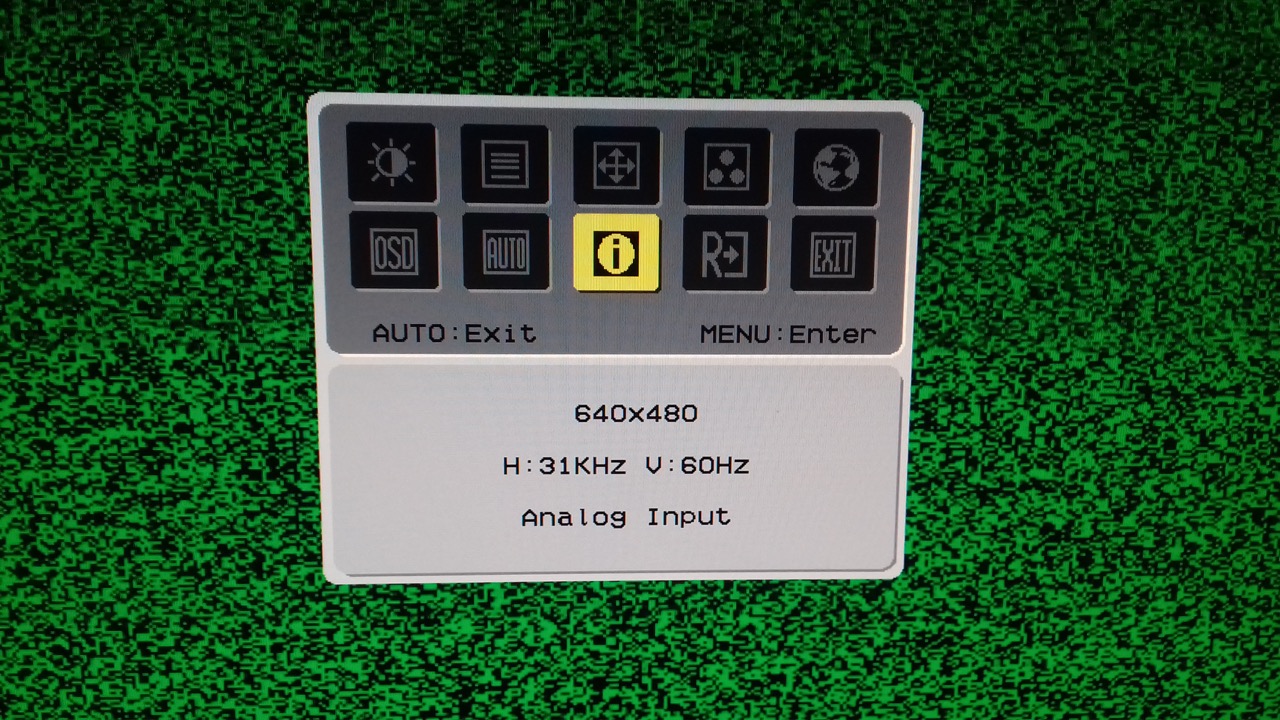 OSD AUTO i R EXIT
AUTO:Exit MENU:Enter
640x480
H:31KHz V:60Hz
Analog Input